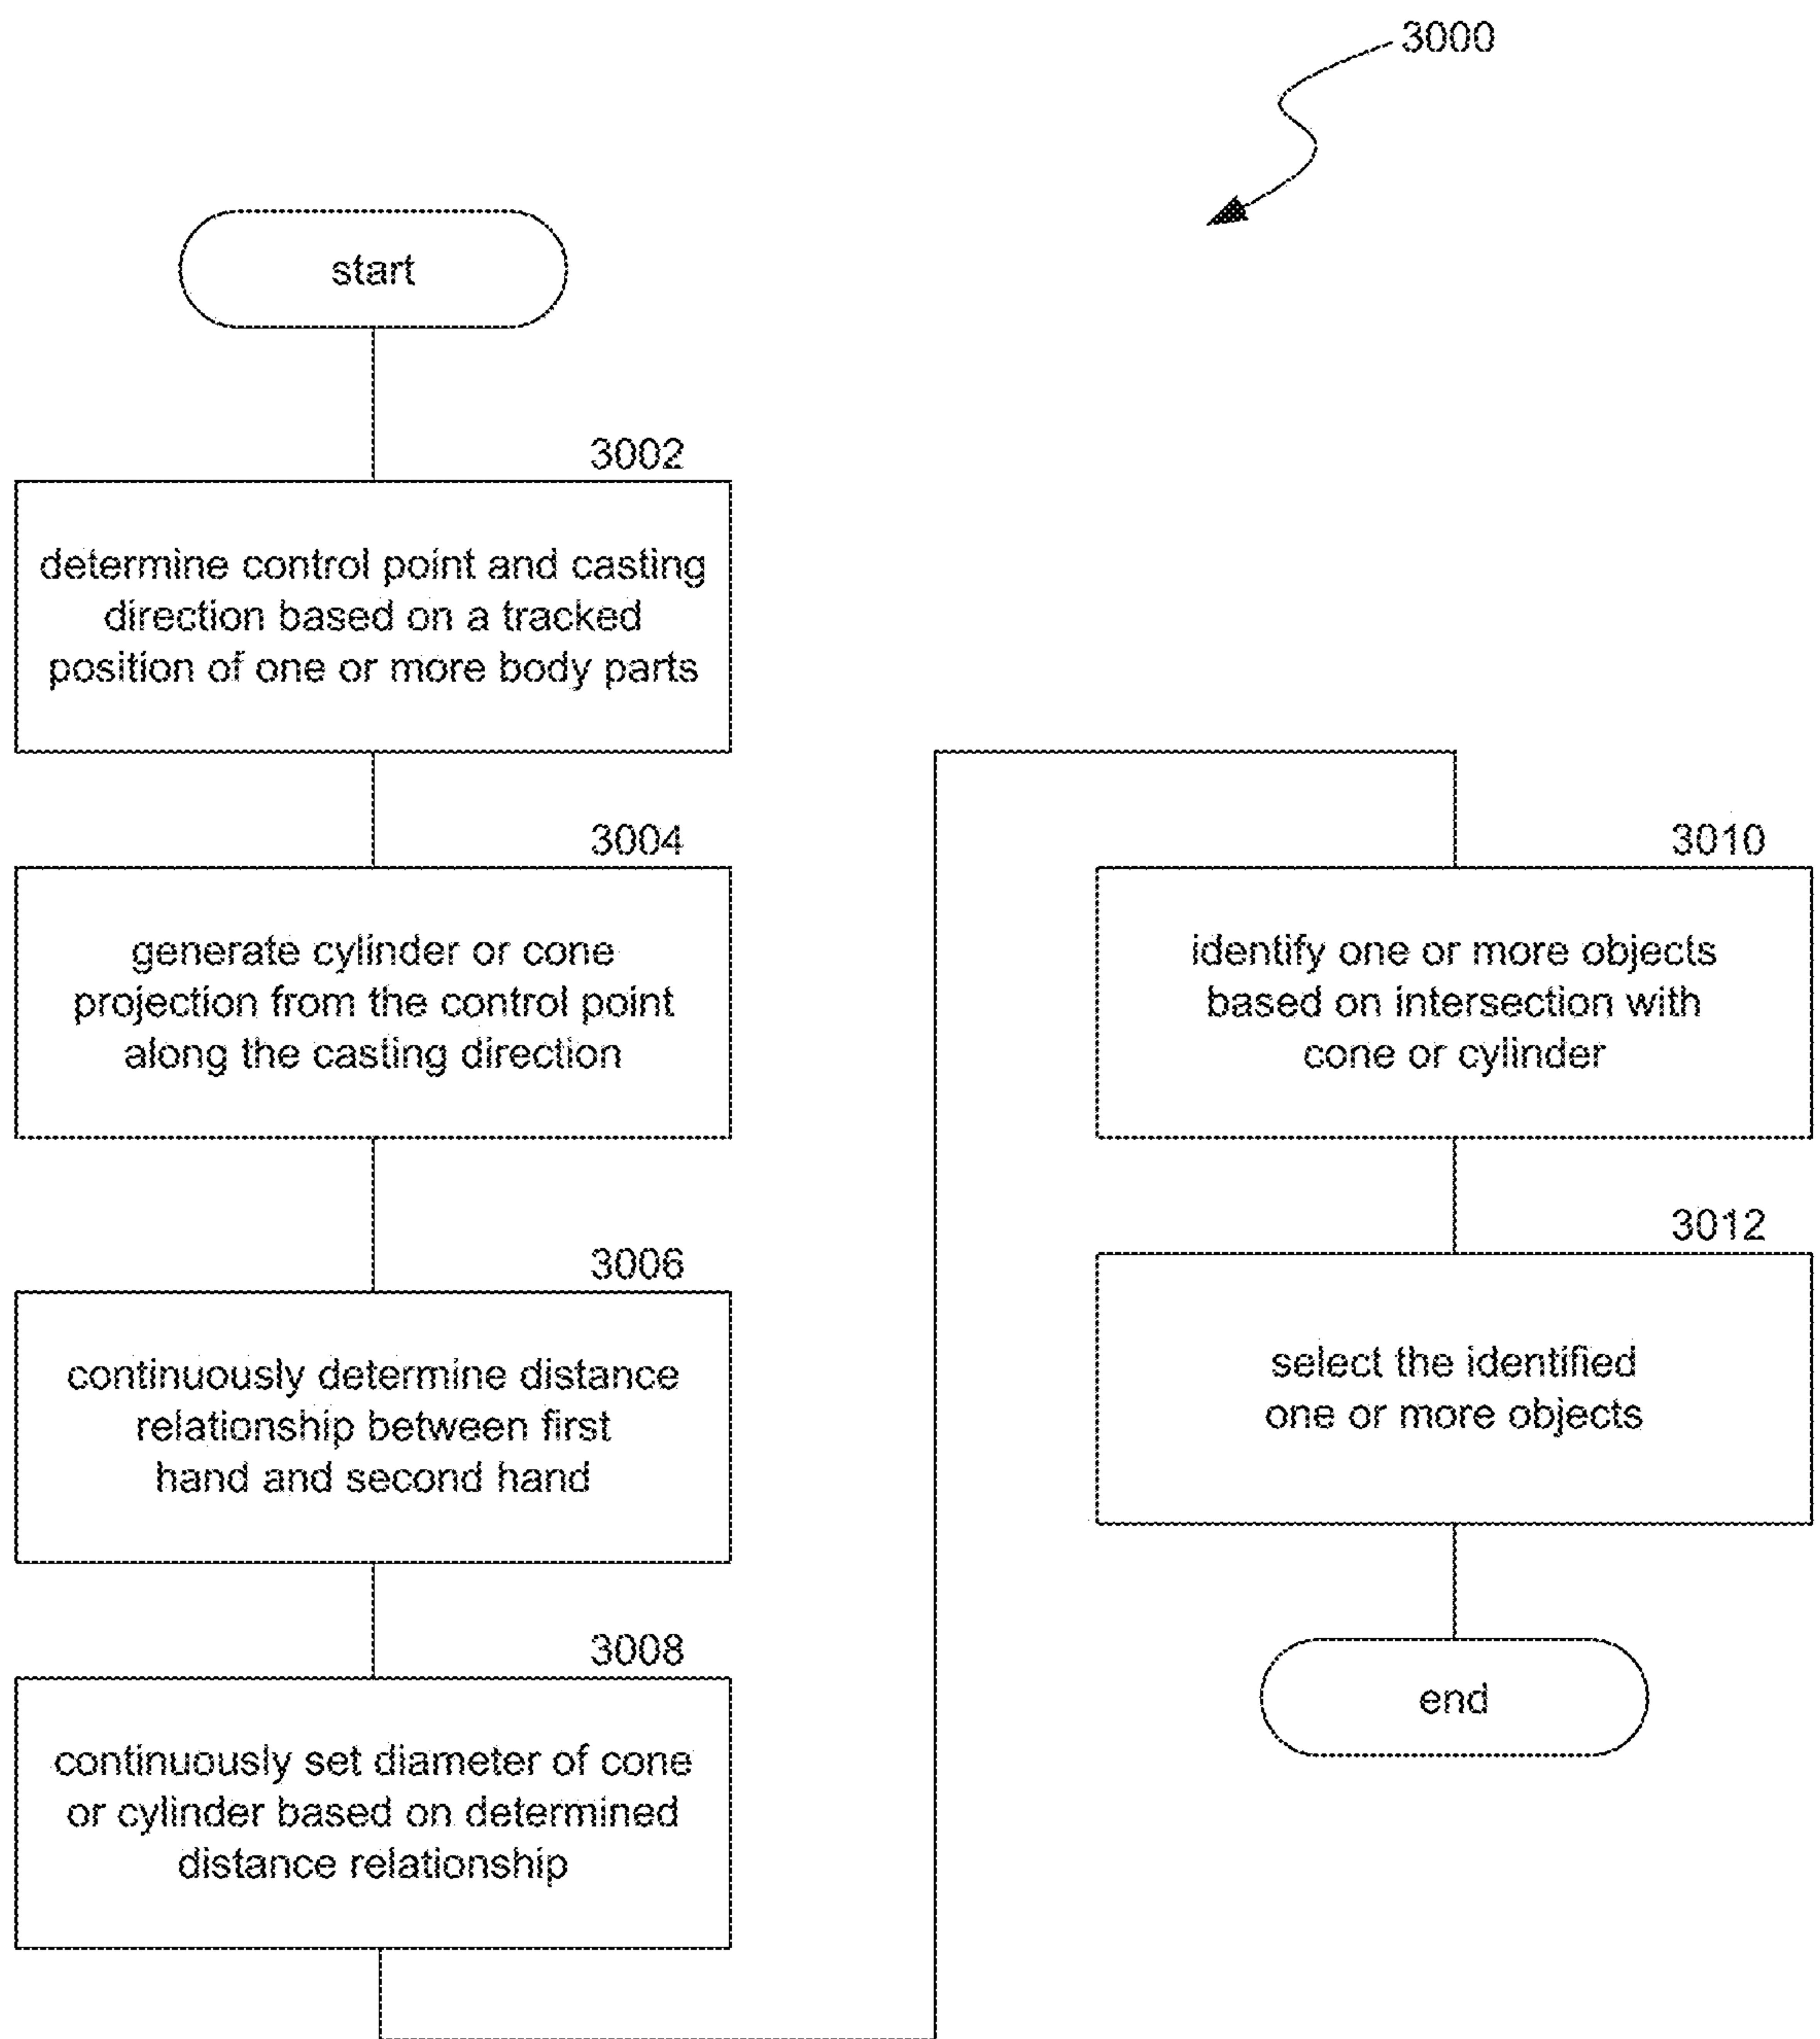 3000
start
3002
determine control point and casting
direction based on a tracked
position of one or more body parts
3004
generate cylinder or cone
projection from the control point
along the casting direction
3006
continuously determine distance
relationship between first
hand and second hand
3008
continuously set diameter of cone
or cylinder based on determined
distance relationship
3010
identify one or more objects
based on intersection with
cone or cylinder
3012
select the identified
one or more objects
end